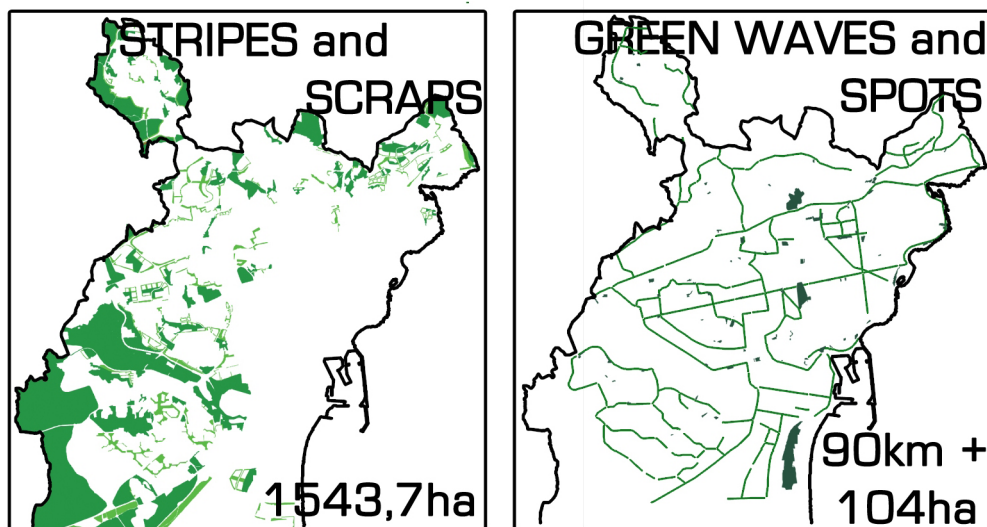 STRIPES and
SCRAPS
1543,7ha
GREEN WAVES and
SPOTS
90km +
104ha